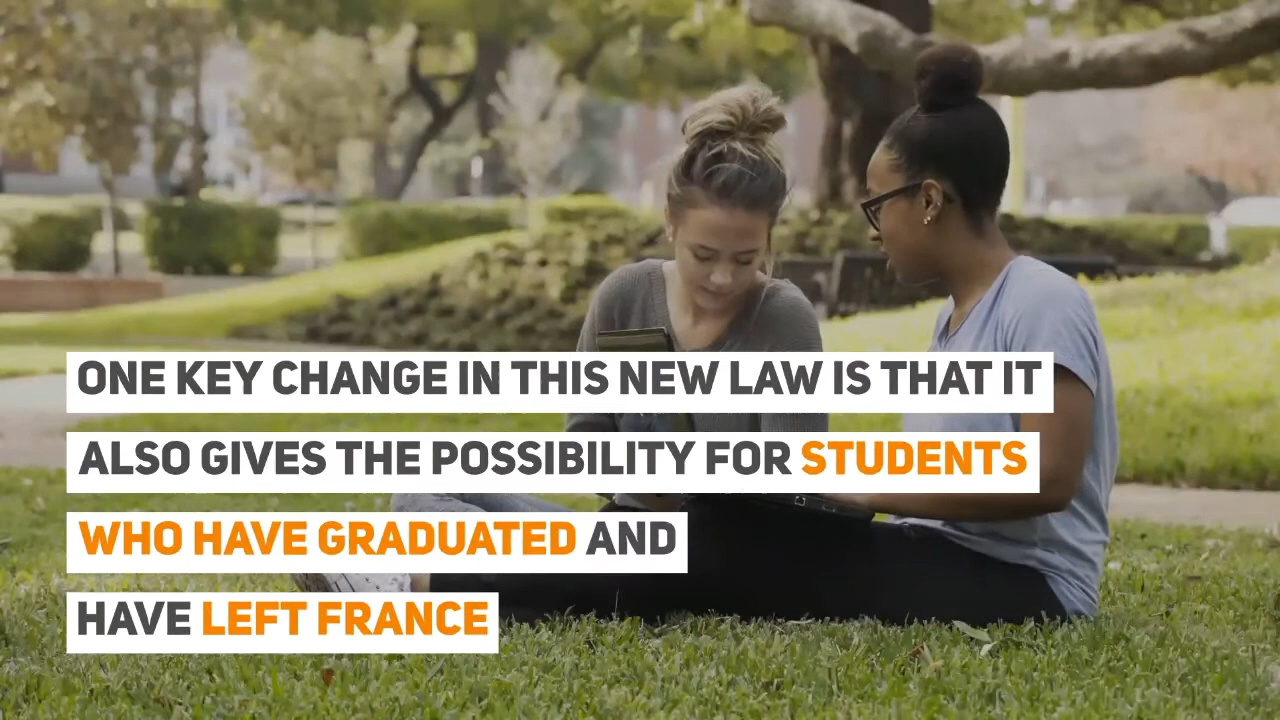 ONE KEY CHANGE IN THIS NEW LAW IS THAT IT
ALSO GIVES THE POSSIBILITY FOR STUDENTS
WHO HAVE GRADUATED AND
HAVE LEFT FRANCE